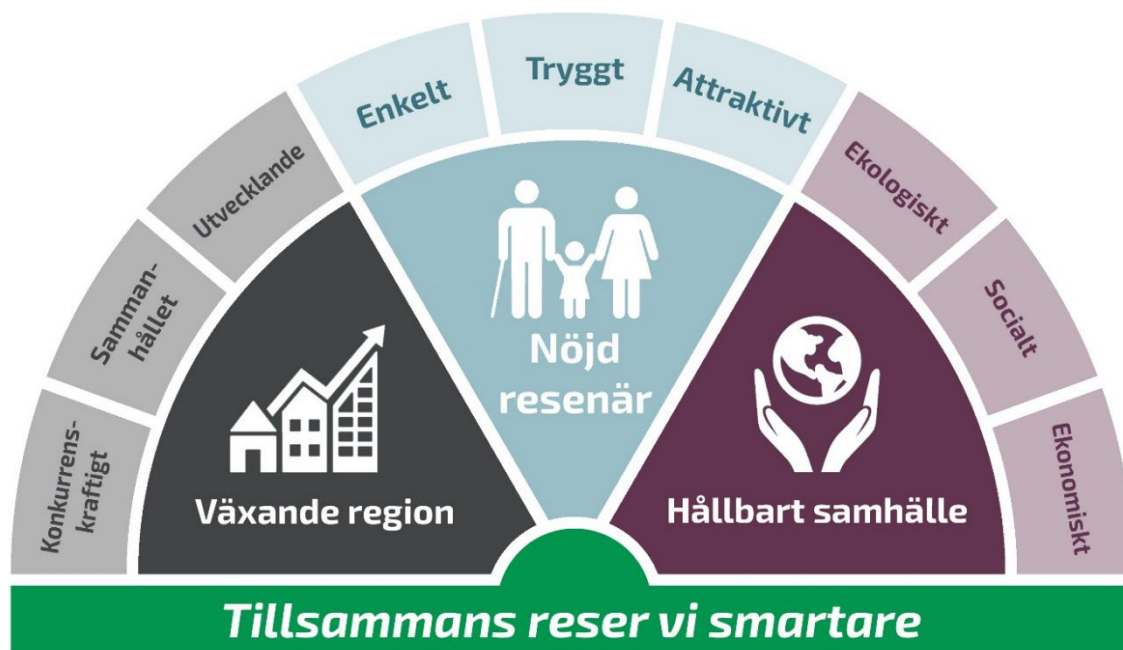 Konkurrens-
kraftigt
Samman-
hållet
Utvecklande
Enkelt
Tryggt
Attraktivt
Ekologiskt
Socialt
Ekonomiskt
Växande region
Nöjd
resenär
Hållbart samhälle
Tillsammans reser vi smartare